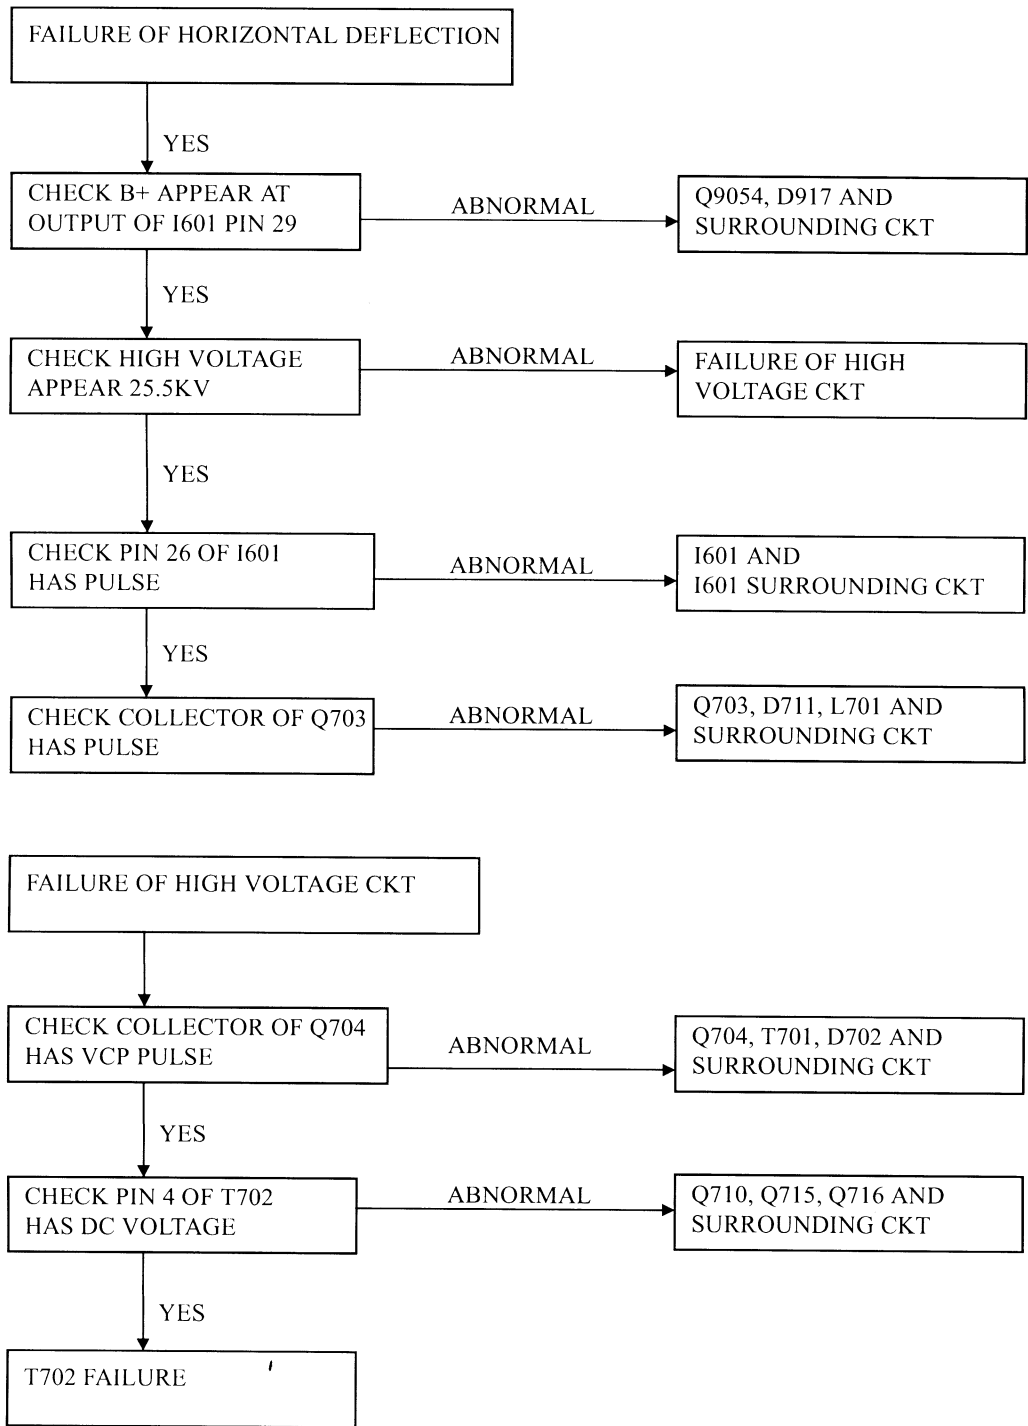 FAILURE OF HORIZONTAL DEFLECTION
YES
CHECK B+ APPEAR AT
OUTPUT OF I601 PIN 29
ABNORMAL
Q9054, D917 AND
SURROUNDING CKT
YES
CHECK HIGH VOLTAGE
APPEAR 25.5KV
ABNORMAL
FAILURE OF HIGH
VOLTAGE CKT
YES
CHECK PIN 26 OF I601
HAS PULSE
ABNORMAL
I601 AND
I601 SURROUNDING CKT
YES
CHECK COLLECTOR OF Q703
HAS PULSE
ABNORMAL
Q703, D711, L701 AND
SURROUNDING CKT
FAILURE OF HIGH VOLTAGE CKT
CHECK COLLECTOR OF Q704
HAS VCP PULSE
ABNORMAL
Q704, T701, D702 AND
SURROUNDING CKT
YES
CHECK PIN 4 OF T702
HAS DC VOLTAGE
ABNORMAL
Q710, Q715, Q716 AND
SURROUNDING CKT
YES
T702 FAILURE